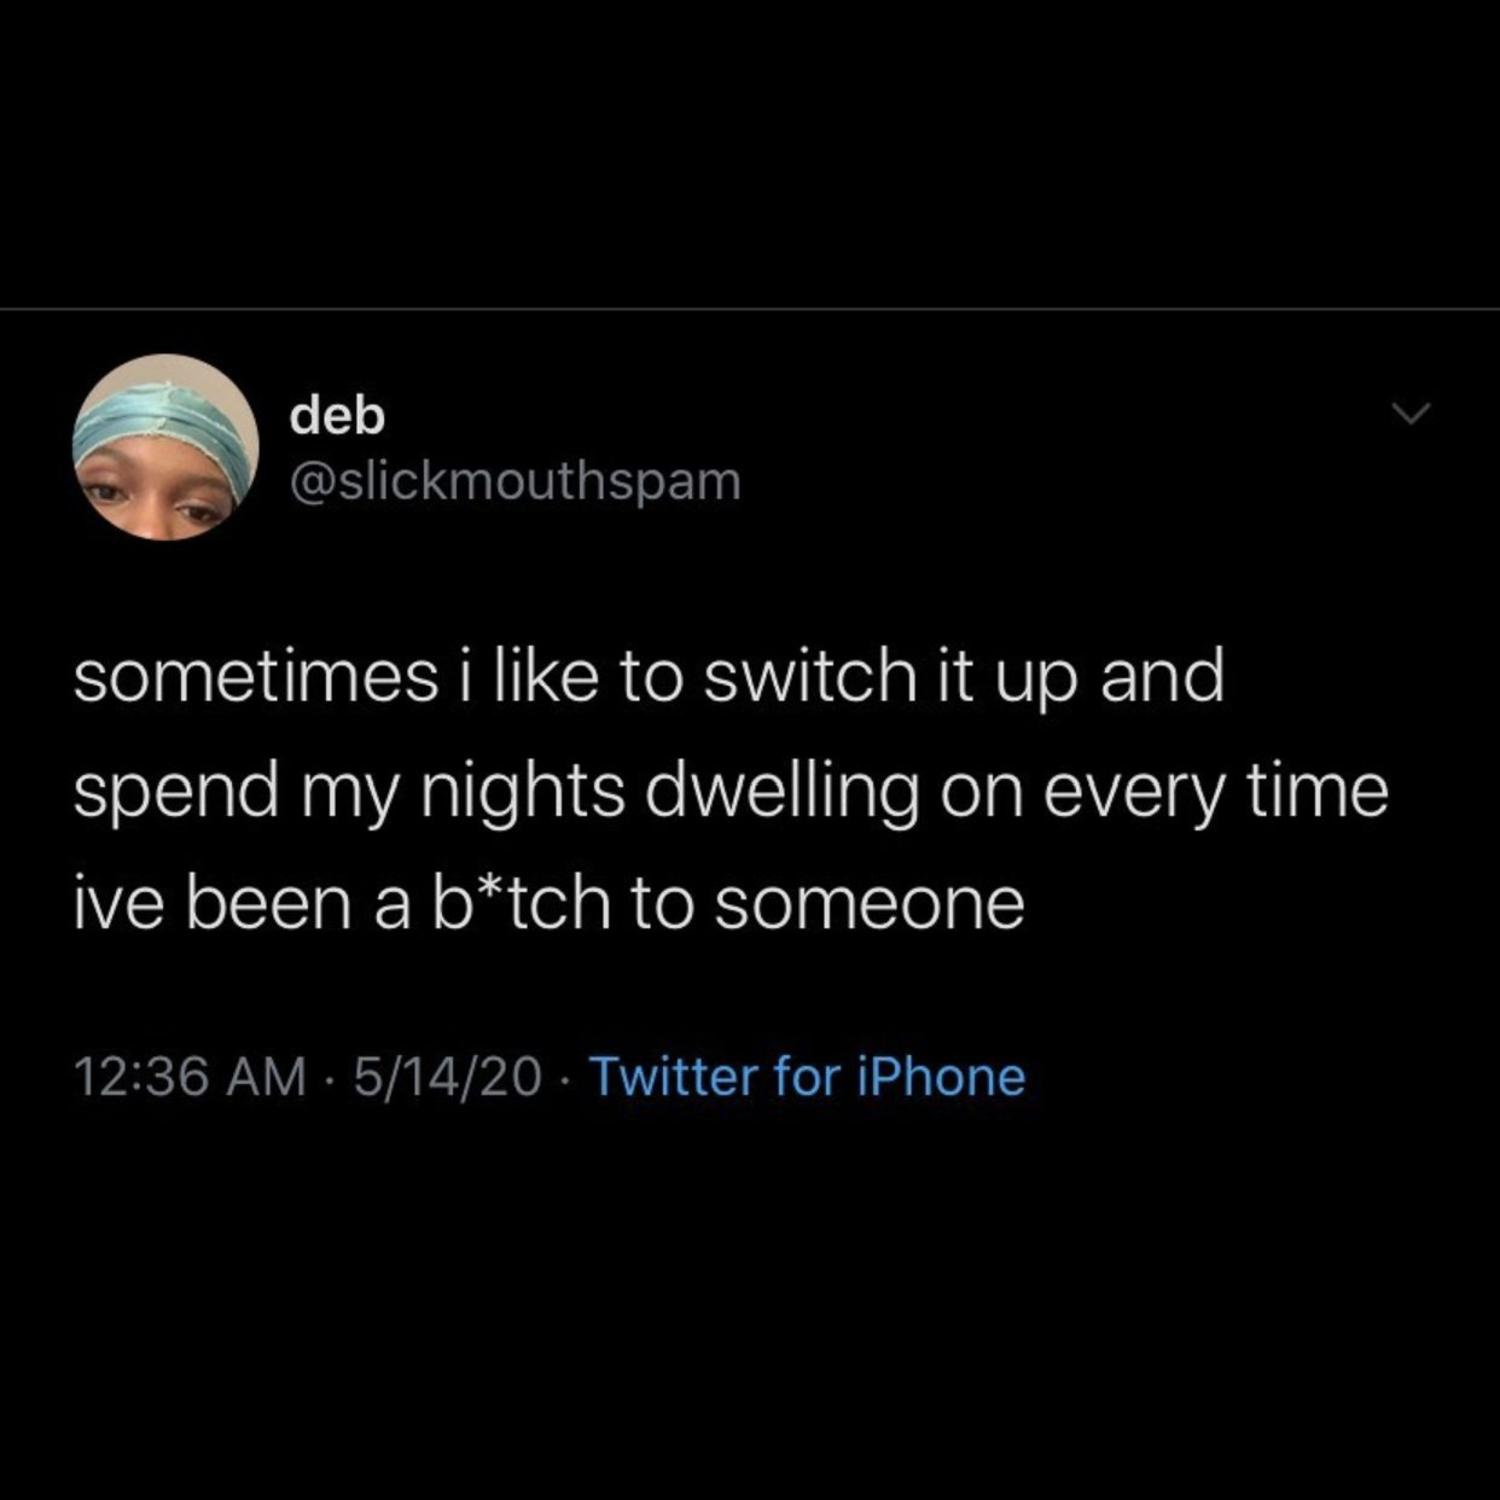 deb
@slickmouthspam
sometimes i like to switch it up and
spend my nights dwelling on every time
ive been a b*tch to someone
12:36 AM · 5/14/20 · Twitter for iPhone